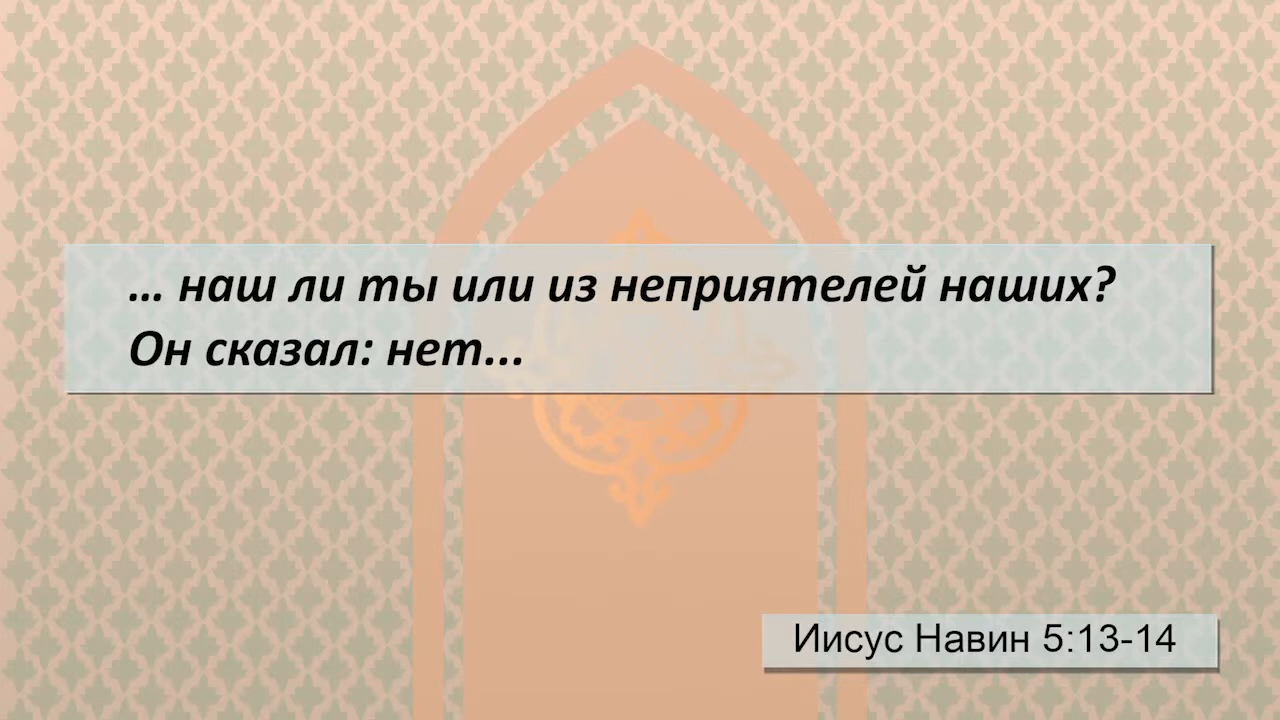 ... наш ли ты или из неприятелей наших?
Он сказал: нет...
Иисус Навин 5:13-14